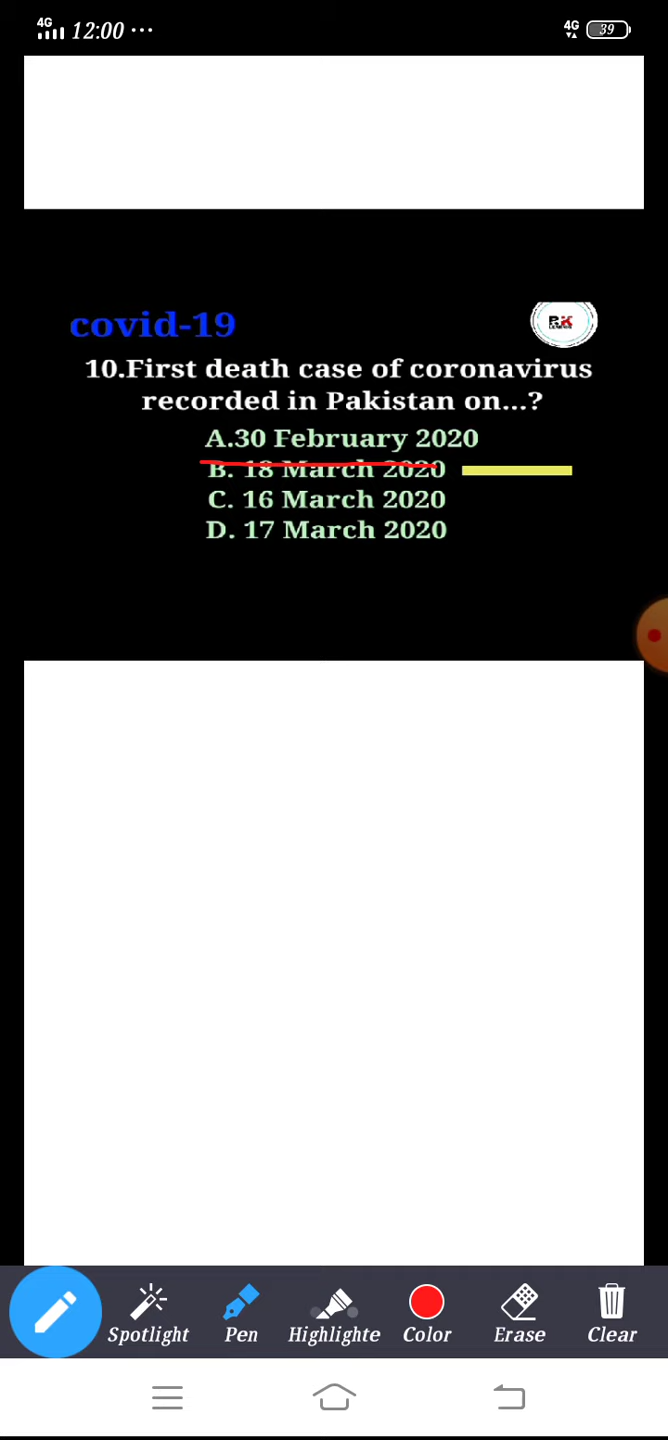 4G 12:00 ... 4G 39
covid-19
10.First death case of coronavirus
recorded in Pakistan on...?
A.30 February 2020
B. 18 March 2020
C. 16 March 2020
D. 17 March 2020
Spotlight Pen Highlighte Color Erase Clear